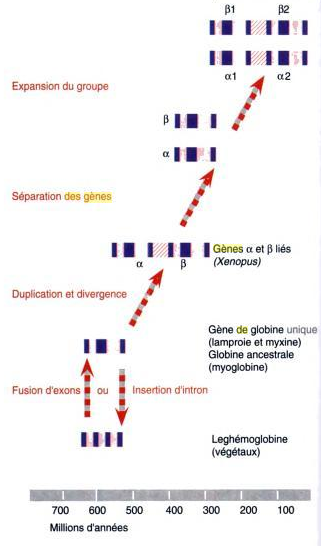 β1 β2
α1 α2
Expansion du groupe
β
α
Séparation des gènes
Gènes α et β liés
(Xenopus)
α β
Duplication et divergence
Gène de globine unique
(lamproie et myxine)
Globine ancestrale
(myoglobine)
Fusion d'exons ou Insertion d'intron
Leghémoglobine
(végétaux)
700 600 500 400 300 200 100
Millions d'années